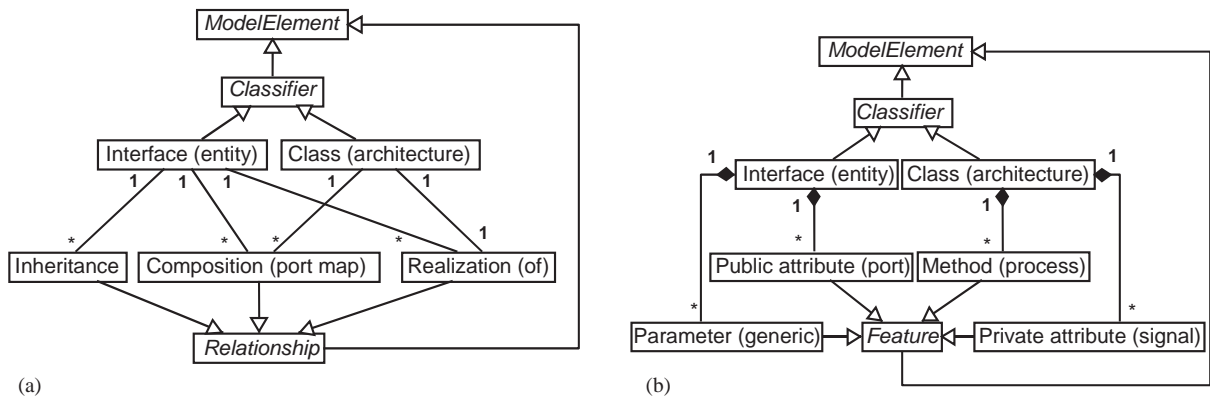 ModelElement
Classifier
Interface (entity)
Class (architecture)
1
1
1
1
1
*
*
*
*
1
Inheritance
Composition (port map)
Realization (of)
Relationship
(a)
ModelElement
Classifier
1
Interface (entity)
Class (architecture)
1
1
1
*
*
Public attribute (port)
Method (process)
*
*
Parameter (generic)
Feature
Private attribute (signal)
(b)